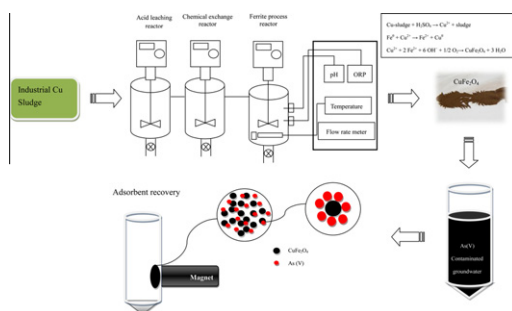 Acid leaching
reactor
Chemical exchange
reactor
Ferrite process
reactor
Cu-sludge + H₂SO₄ → Cu²⁺ + sludge
Fe⁰ + Cu²⁺ → Fe²⁺ + Cu⁰
Cu²⁺ + 2 Fe²⁺ + 6 OH⁻ + 1/2 O₂ → CuFe₂O₄ + 3 H₂O
Industrial Cu
Sludge
pH
ORP
Temperature
Flow rate meter
CuFe₂O₄
Adsorbent recovery
CuFe₂O₄
As (V)
Magnet
As(V)
Contaminated
groundwater